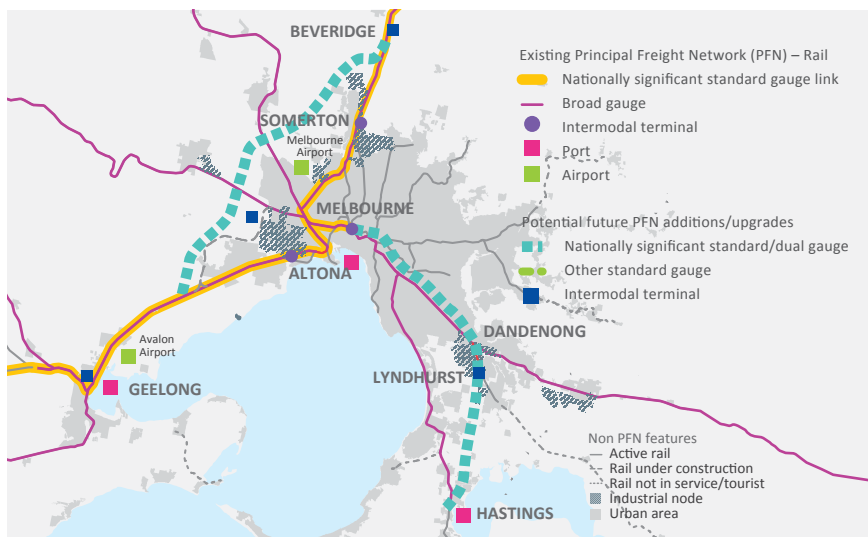 BEVERIDGE
SOMERTON
Melbourne
Airport
MELBOURNE
ALTONA
Avalon
Airport
GEELONG
DANDENONG
LYNDHURST
HASTINGS
Existing Principal Freight Network (PFN) – Rail
Nationally significant standard gauge link
Broad gauge
Intermodal terminal
Port
Airport
Potential future PFN additions/upgrades
Nationally significant standard/dual gauge
Other standard gauge
Intermodal terminal
Non PFN features
Active rail
Rail under construction
Rail not in service/tourist
Industrial node
Urban area